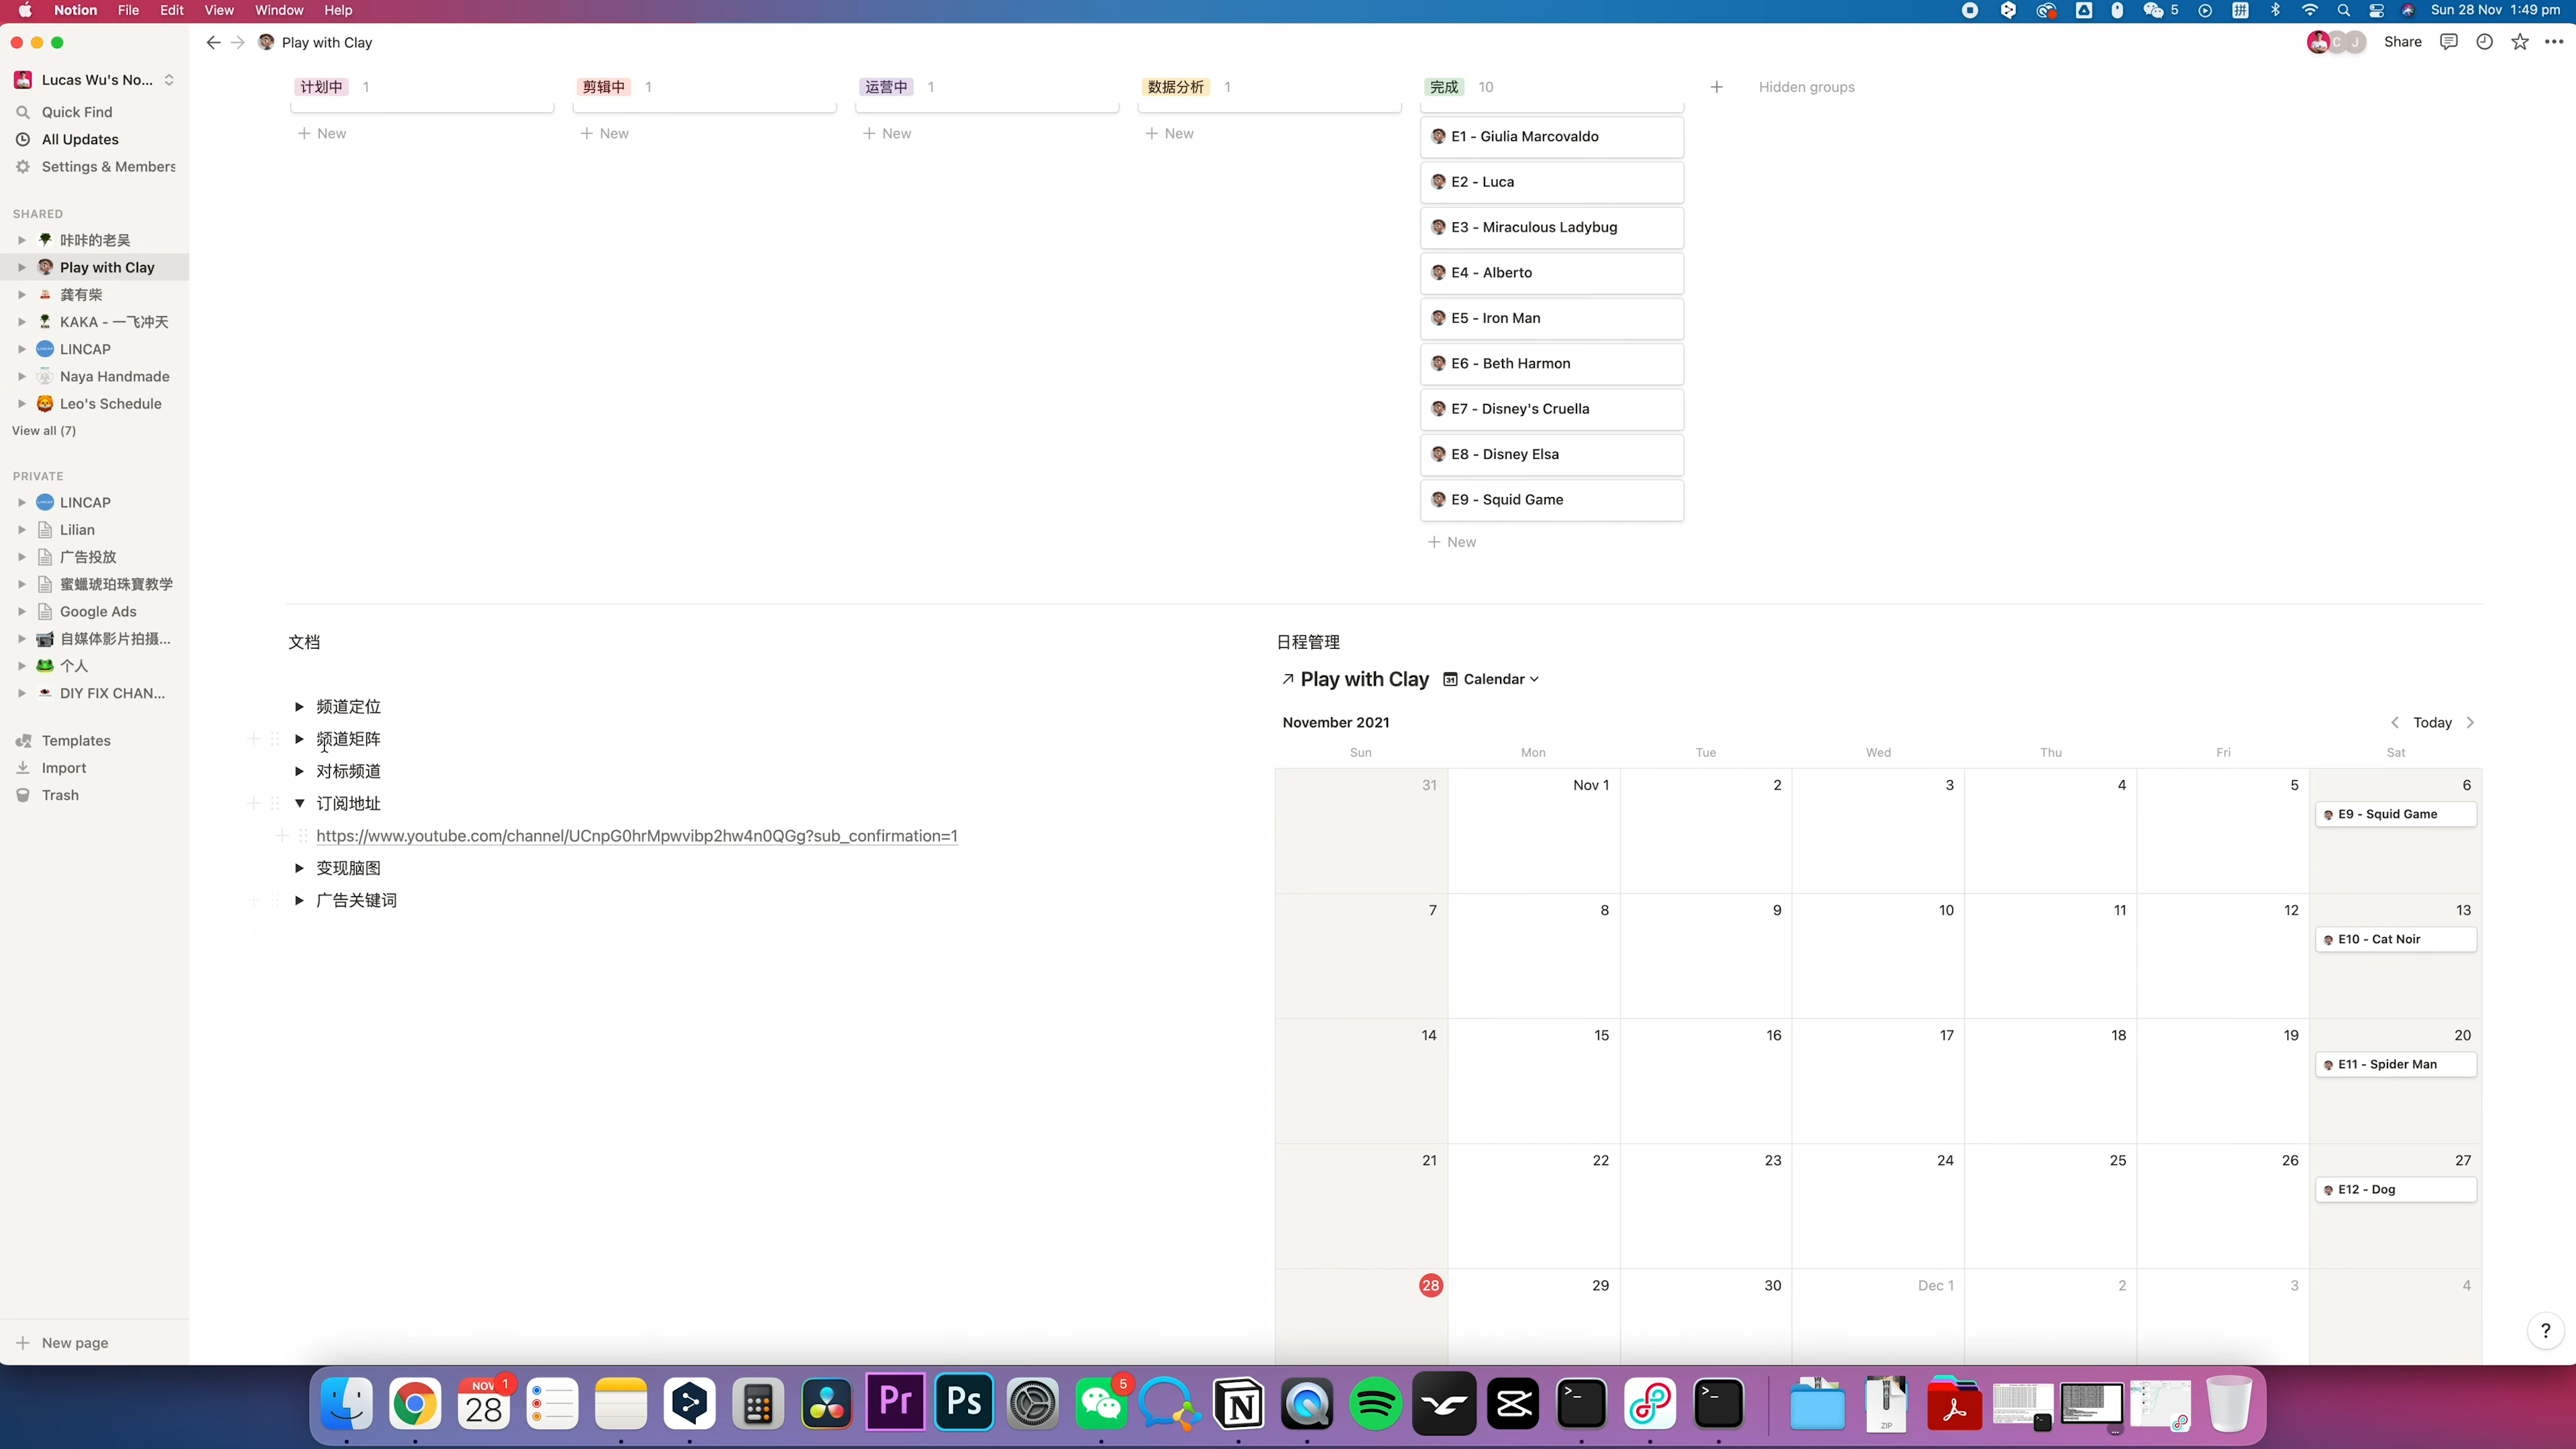 Notion File Edit View Window Help 5 拼 Sun 28 Nov 1:49 pm
Play with Clay C J Share
Lucas Wu's No...
Quick Find
All Updates
Settings & Members
SHARED
咔咔的老吴
Play with Clay
龚有柴
KAKA - 一飞冲天
LINCAP
Naya Handmade
Leo's Schedule
View all (7)
PRIVATE
LINCAP
Lilian
广告投放
蜜蠟琥珀珠寶教学
Google Ads
自媒体影片拍摄...
个人
DIY FIX CHAN...
Templates
Import
Trash
New page
计划中 1 剪辑中 1 运营中 1 数据分析 1 完成 10 Hidden groups
New New New New
E1 - Giulia Marcovaldo
E2 - Luca
E3 - Miraculous Ladybug
E4 - Alberto
E5 - Iron Man
E6 - Beth Harmon
E7 - Disney's Cruella
E8 - Disney Elsa
E9 - Squid Game
New
文档
频道定位
频道矩阵
对标频道
订阅地址
https://www.youtube.com/channel/UCnpG0hrMpwvibp2hw4n0QGg?sub_confirmation=1
变现脑图
广告关键词
日程管理
Play with Clay 31 Calendar
November 2021 Today
Sun Mon Tue Wed Thu Fri Sat
31 Nov 1 2 3 4 5 6
E9 - Squid Game
7 8 9 10 11 12 13
E10 - Cat Noir
14 15 16 17 18 19 20
E11 - Spider Man
21 22 23 24 25 26 27
E12 - Dog
28 29 30 Dec 1 2 3 4
?
NOV 1 28 Pr Ps 5 N >_ >_ ZIP